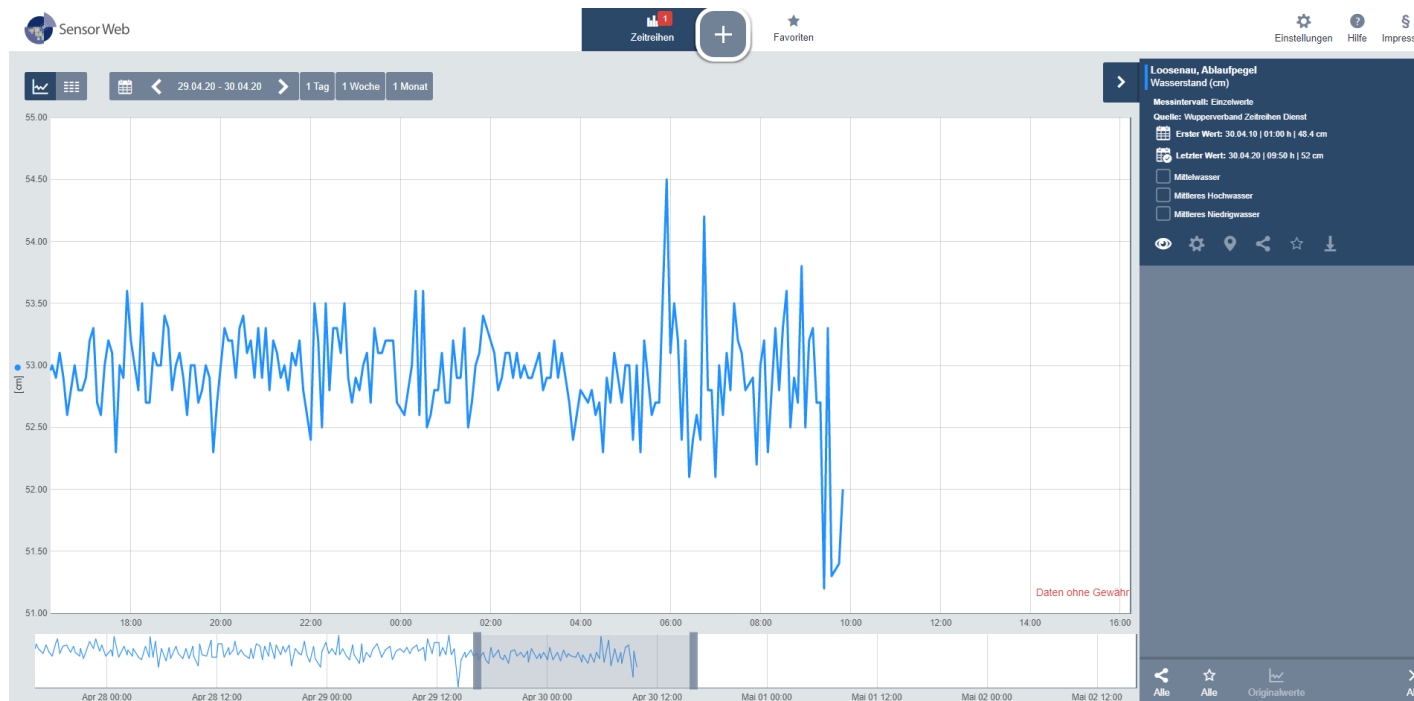 Sensor Web
1
Zeitreihen
Favoriten
Einstellungen
Hilfe
§
Impress
29.04.20 - 30.04.20
1 Tag
1 Woche
1 Monat
55.00
54.50
54.00
53.50
53.00
52.50
52.00
51.50
51.00
[cm]
Daten ohne Gewähr
18:00 20:00 22:00 00:00 02:00 04:00 06:00 08:00 10:00 12:00 14:00 16:00
Apr 28 00:00 Apr 28 12:00 Apr 29 00:00 Apr 29 12:00 Apr 30 00:00 Apr 30 12:00 Mai 01 00:00 Mai 01 12:00 Mai 02 00:00 Mai 02 12:00
Loosenau, Ablaufpegel
Wasserstand (cm)
Messintervall: Einzelwerte
Quelle: Wupperverband Zeitreihen Dienst
Erster Wert: 30.04.10 | 01:00 h | 48.4 cm
Letzter Wert: 30.04.20 | 09:50 h | 52 cm
Mittelwasser
Mittleres Hochwasser
Mittleres Niedrigwasser
Alle
Alle
Originalwerte